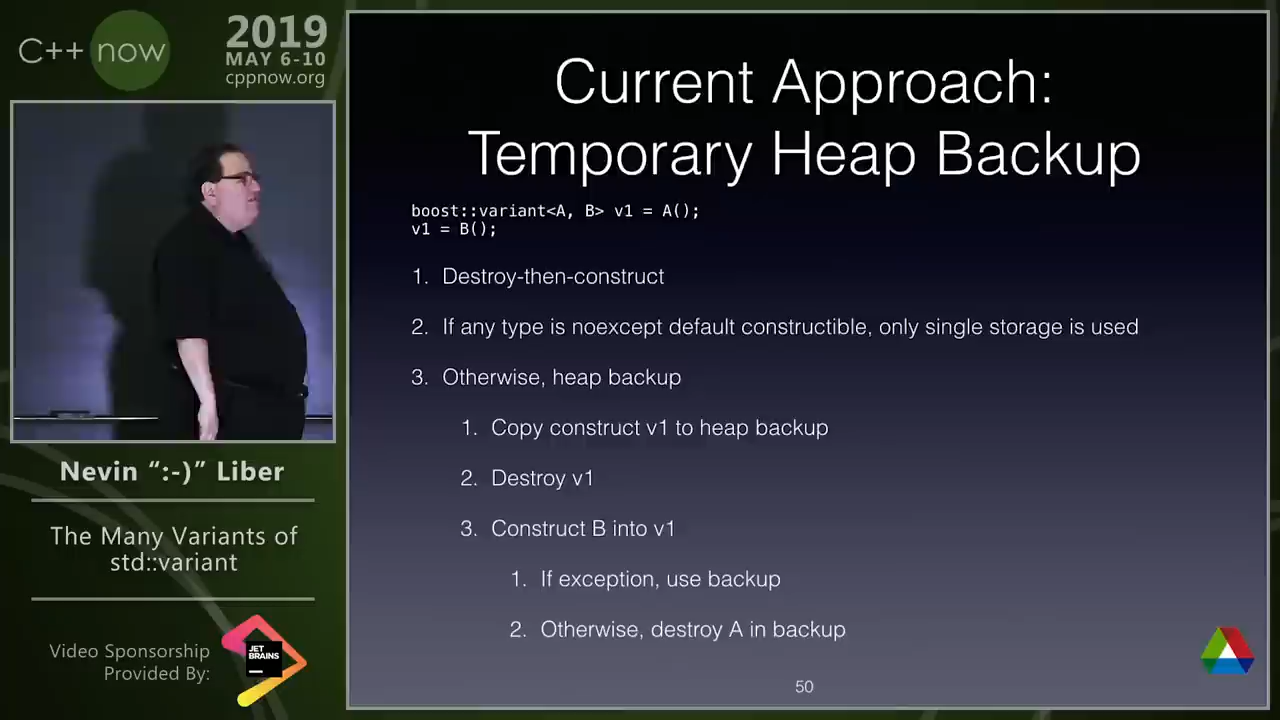 C++ now
2019
MAY 6-10
cppnow.org
Nevin “:-)” Liber
The Many Variants of
std::variant
Video Sponsorship
Provided By:
JET
BRAINS
Current Approach:
Temporary Heap Backup
boost::variant<A, B> v1 = A();
v1 = B();
1. Destroy-then-construct
2. If any type is noexcept default constructible, only single storage is used
3. Otherwise, heap backup
1. Copy construct v1 to heap backup
2. Destroy v1
3. Construct B into v1
1. If exception, use backup
2. Otherwise, destroy A in backup
50